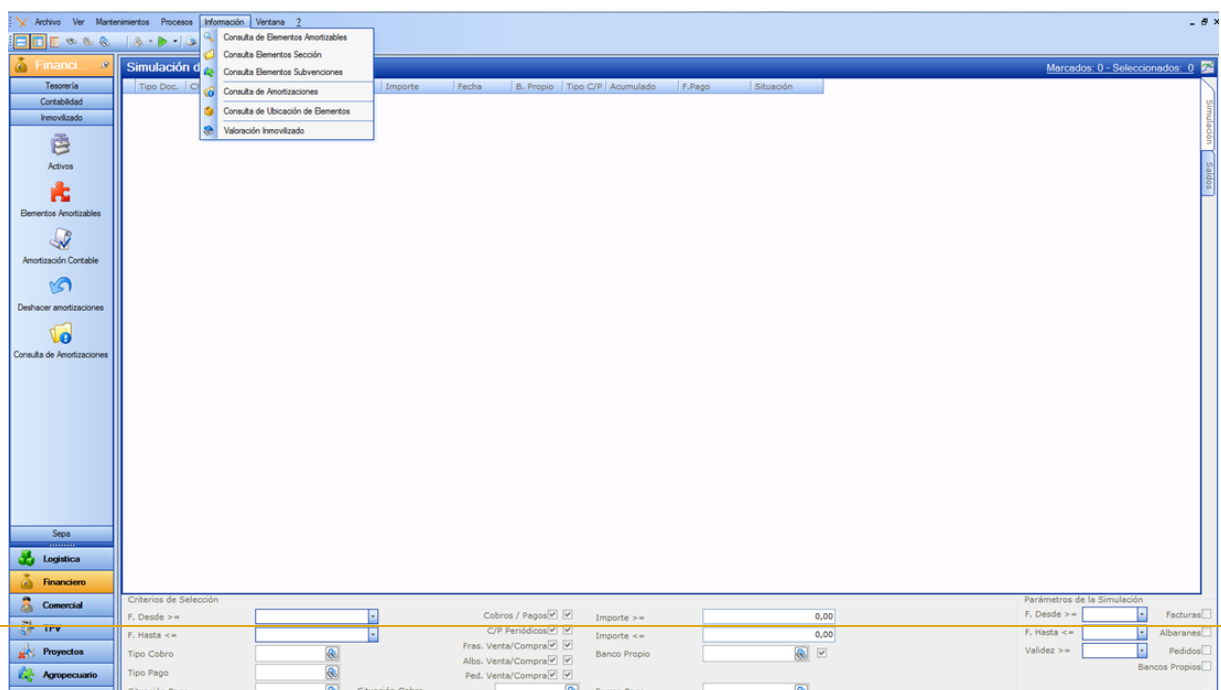 Archivo Ver Mantenimientos Procesos Información Ventana ?
Consulta de Elementos Amortizables
Consulta Elementos Sección
Consulta Elementos Subvenciones
Consulta de Amortizaciones
Consulta de Ubicación de Elementos
Valoración Inmovilizado
Financi...
Tesorería
Contabilidad
Inmovilizado
Activos
Elementos Amortizables
Amortización Contable
Deshacer amortizaciones
Consulta de Amortizaciones
Sepa
Logística
Financiero
Comercial
TPV
Proyectos
Agropecuario
Simulación d
Marcados: 0 - Seleccionados: 0
Tipo Doc. Importe Fecha B. Propio Tipo C/P Acumulado F.Pago Situación
Simulación
Saldos
Criterios de Selección
F. Desde >=
F. Hasta <=
Tipo Cobro
Tipo Pago
Cobros / Pagos
C/P Periódicos
Fras. Venta/Compra
Albs. Venta/Compra
Ped. Venta/Compra
Importe >= 0,00
Importe <= 0,00
Banco Propio
Parámetros de la Simulación
F. Desde >= Facturas
F. Hasta <= Albaranes
Validez >= Pedidos
Bancos Propios